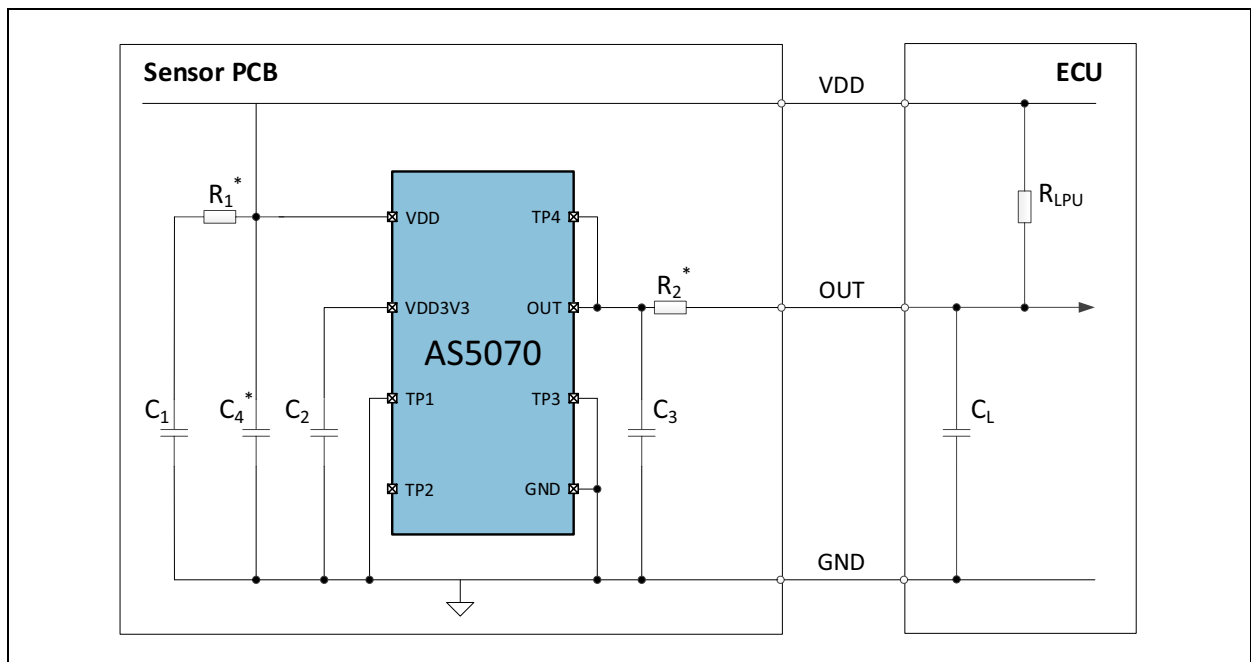 Sensor PCB
VDD
ECU
R1*
VDD
TP4
RLPU
VDD3V3
OUT
R2*
OUT
AS5070
C1
C4*
C2
TP1
TP3
C3
CL
TP2
GND
GND